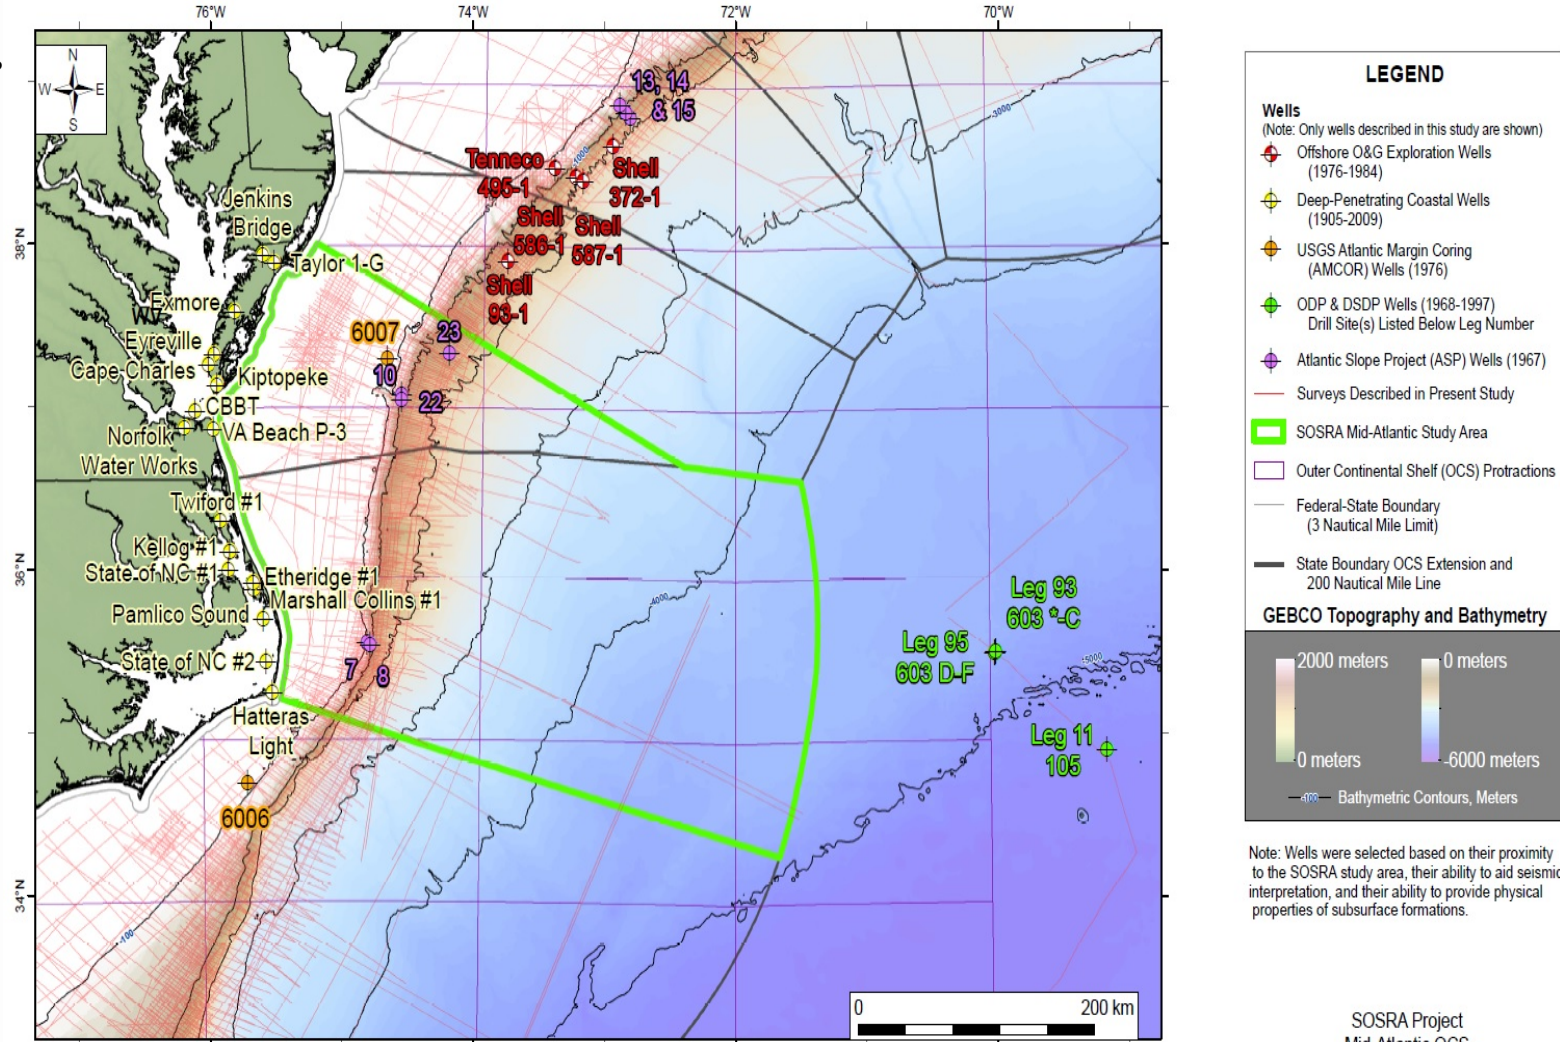 76°W
74°W
72°W
70°W
N
W
E
S
38°N
36°N
34°N
13, 14
& 15
-3000
-1000
Tenneco
495-1
Shell
372-1
Shell
586-1
Shell
587-1
Shell
93-1
Jenkins
Bridge
Taylor 1-G
Exmore
Eyreville
Cape Charles
Kiptopeke
CBBT
Norfolk
Water Works
VA Beach P-3
6007
23
10
22
Twiford #1
Kellog #1
State of NC #1
Etheridge #1
Marshall Collins #1
Pamlico Sound
State of NC #2
7
8
Hatteras
Light
6006
-4000
Leg 93
603 *-C
Leg 95
603 D-F
-5000
Leg 11
105
-100
0
200 km
LEGEND
Wells
(Note: Only wells described in this study are shown)
Offshore O&G Exploration Wells
(1976-1984)
Deep-Penetrating Coastal Wells
(1905-2009)
USGS Atlantic Margin Coring
(AMCOR) Wells (1976)
ODP & DSDP Wells (1968-1997)
Drill Site(s) Listed Below Leg Number
Atlantic Slope Project (ASP) Wells (1967)
Surveys Described in Present Study
SOSRA Mid-Atlantic Study Area
Outer Continental Shelf (OCS) Protractions
Federal-State Boundary
(3 Nautical Mile Limit)
State Boundary OCS Extension and
200 Nautical Mile Line
GEBCO Topography and Bathymetry
2000 meters
0 meters
0 meters
-6000 meters
-100
Bathymetric Contours, Meters
Note: Wells were selected based on their proximity
to the SOSRA study area, their ability to aid seismic
interpretation, and their ability to provide physical
properties of subsurface formations.
SOSRA Project
Mid-Atlantic OCS